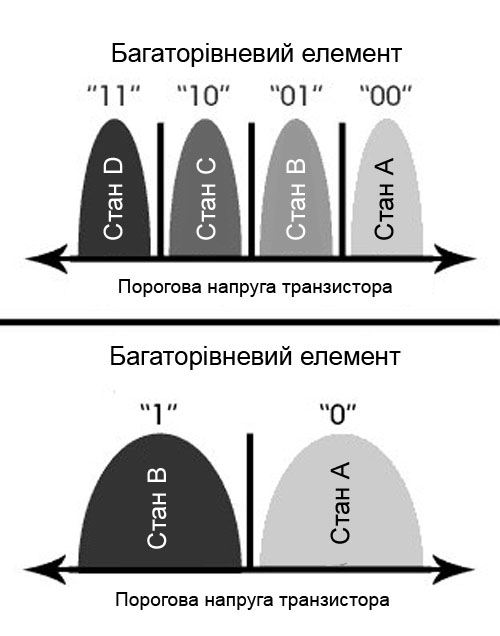 Багаторівневий елемент
"11" "10" "01" "00"
Стан D Стан C Стан B Стан A
Порогова напруга транзистора
Багаторівневий елемент
"1" "0"
Стан B Стан A
Порогова напруга транзистора